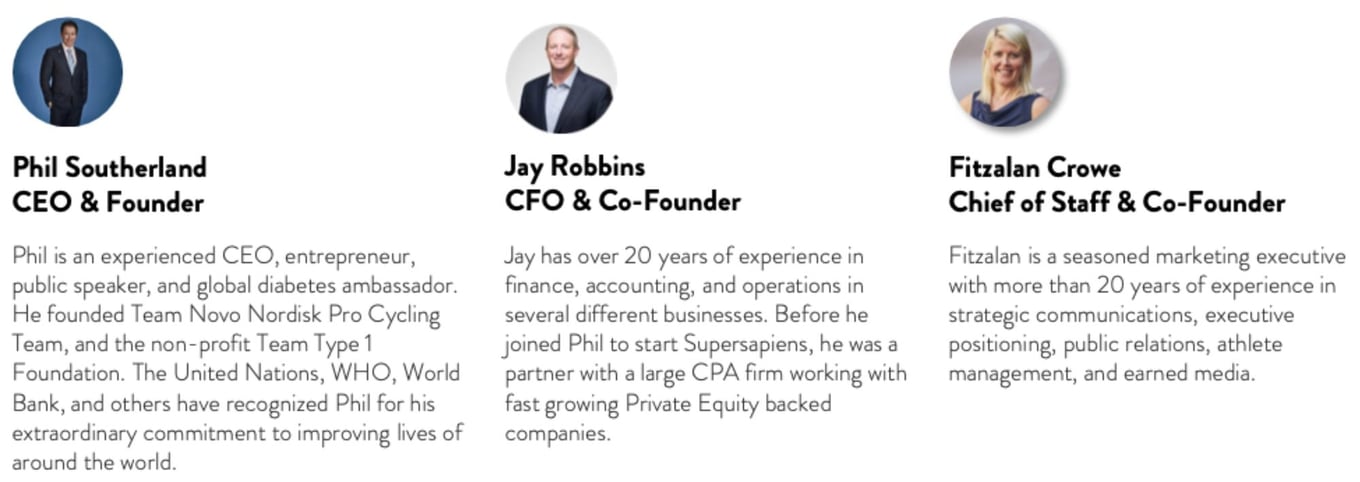 Phil Southerland
CEO & Founder
Phil is an experienced CEO, entrepreneur,
public speaker, and global diabetes ambassador.
He founded Team Novo Nordisk Pro Cycling
Team, and the non-profit Team Type 1
Foundation. The United Nations, WHO, World
Bank, and others have recognized Phil for his
extraordinary commitment to improving lives of
around the world.
Jay Robbins
CFO & Co-Founder
Jay has over 20 years of experience in
finance, accounting, and operations in
several different businesses. Before he
joined Phil to start Supersapiens, he was a
partner with a large CPA firm working with
fast growing Private Equity backed
companies.
Fitzalan Crowe
Chief of Staff & Co-Founder
Fitzalan is a seasoned marketing executive
with more than 20 years of experience in
strategic communications, executive
positioning, public relations, athlete
management, and earned media.